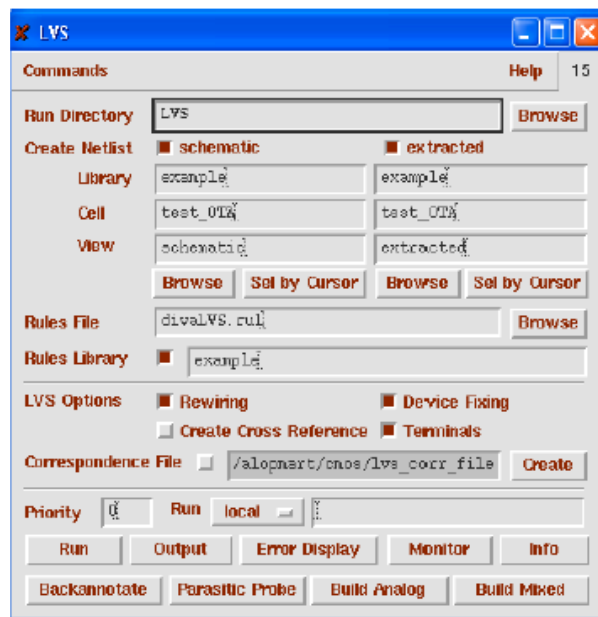 LVS
Commands Help 15
Run Directory LVS Browse
Create Netlist schematic extracted
Library example example
Cell test_OTA test_OTA
View schematic extracted
Browse Sel by Cursor Browse Sel by Cursor
Rules File divaLVS.rul Browse
Rules Library example
LVS Options Rewiring Device Fixing
Create Cross Reference Terminals
Correspondence File /alopmart/cmos/lvs_corr_file Create
Priority 0 Run local
Run Output Error Display Monitor Info
Backannotate Parasitic Probe Build Analog Build Mixed